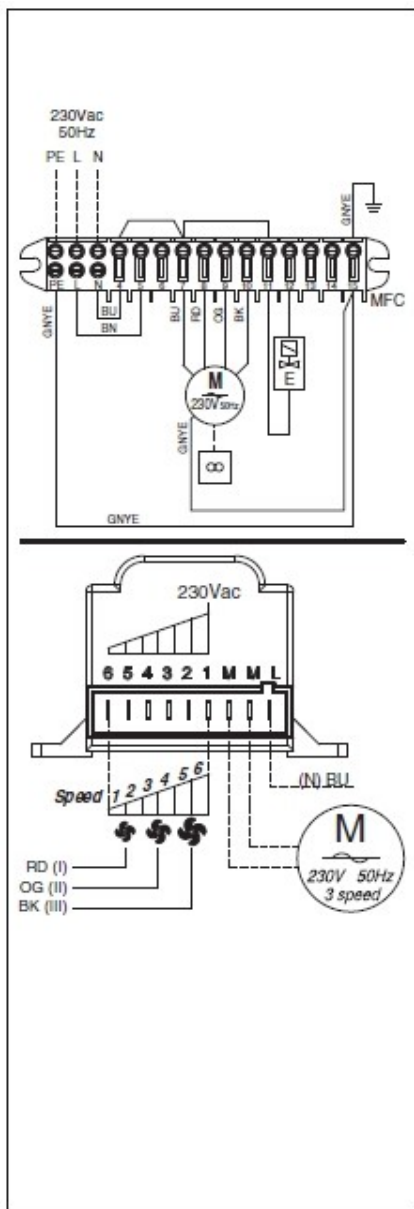 230Vac
50Hz
PE L N
GNYE
PE L N 4 5 6 7 8 9 10 11 12 13 14 15
MFC
BU
BN
BU RD OG BK
GNYE
M
230V 50Hz
E
GNYE
GNYE
230Vac
6 5 4 3 2 1 M M L
Speed 1 2 3 4 5 6
(N) BU
RD (I)
OG (II)
BK (III)
M
230V 50Hz
3 speed